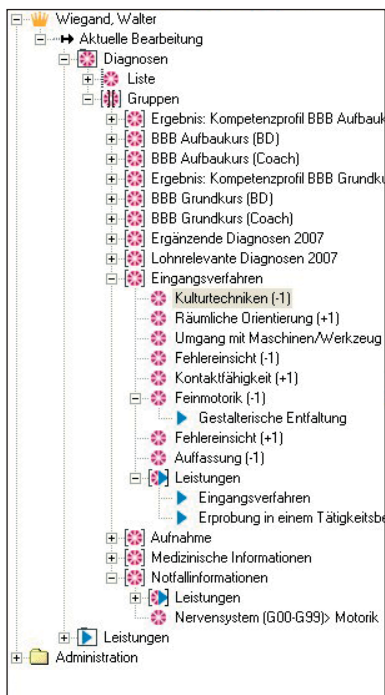 Wiegand, Walter
Aktuelle Bearbeitung
Diagnosen
Liste
Gruppen
Ergebnis: Kompetenzprofil BBB Aufbauk
BBB Aufbaukurs (BD)
BBB Aufbaukurs (Coach)
Ergebnis: Kompetenzprofil BBB Grundku
BBB Grundkurs (BD)
BBB Grundkurs (Coach)
Ergänzende Diagnosen 2007
Lohnrelevante Diagnosen 2007
Eingangsverfahren
Kulturtechniken (-1)
Räumliche Orientierung (+1)
Umgang mit Maschinen/Werkzeug
Fehlereinsicht (-1)
Kontaktfähigkeit (+1)
Feinmotorik (-1)
Gestalterische Entfaltung
Fehlereinsicht (+1)
Auffassung (-1)
Leistungen
Eingangsverfahren
Erprobung in einem Tätigkeitsbe
Aufnahme
Medizinische Informationen
Notfallinformationen
Leistungen
Nervensystem (G00-G99)> Motorik
Leistungen
Administration